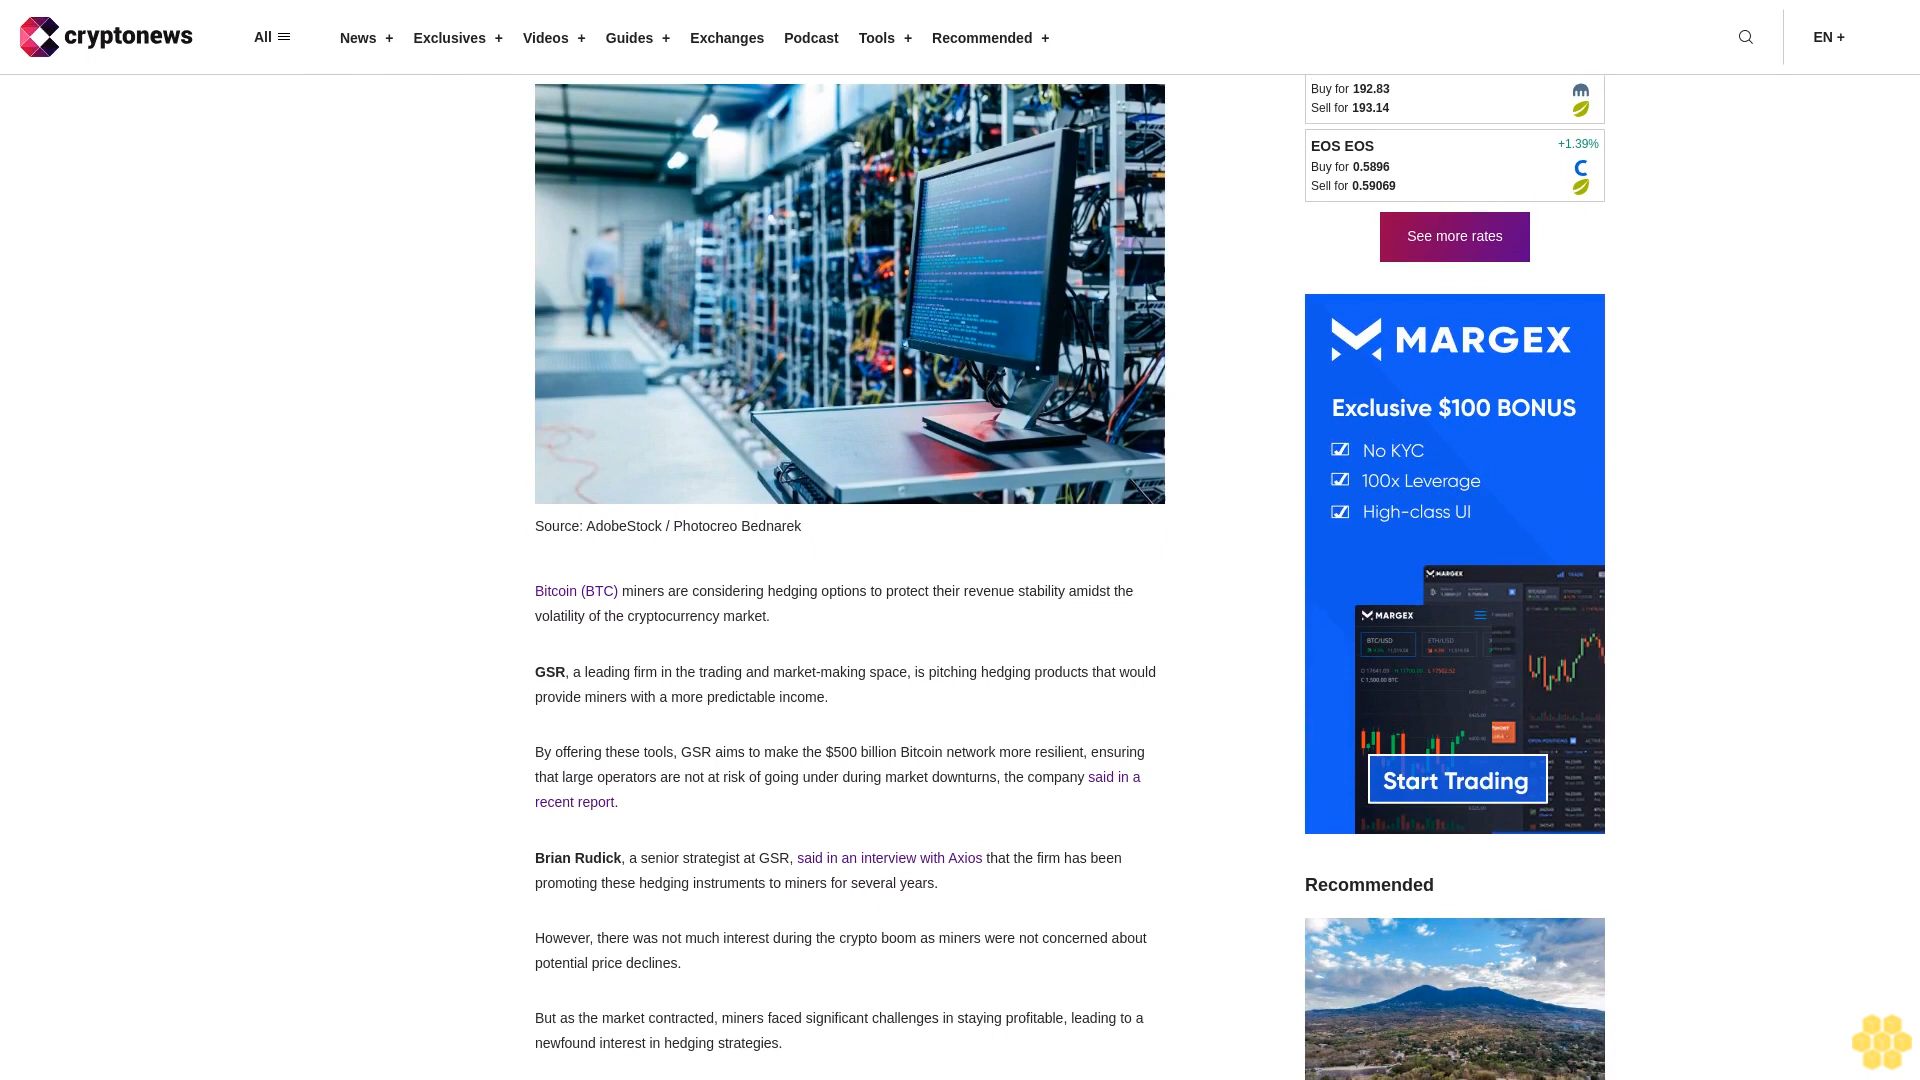 cryptonews
All
News +
Exclusives +
Videos +
Guides +
Exchanges
Podcast
Tools +
Recommended +
EN +
Source: AdobeStock / Photocreo Bednarek
Bitcoin (BTC) miners are considering hedging options to protect their revenue stability amidst the
volatility of the cryptocurrency market.
GSR, a leading firm in the trading and market-making space, is pitching hedging products that would
provide miners with a more predictable income.
By offering these tools, GSR aims to make the $500 billion Bitcoin network more resilient, ensuring
that large operators are not at risk of going under during market downturns, the company said in a
recent report.
Brian Rudick, a senior strategist at GSR, said in an interview with Axios that the firm has been
promoting these hedging instruments to miners for several years.
However, there was not much interest during the crypto boom as miners were not concerned about
potential price declines.
But as the market contracted, miners faced significant challenges in staying profitable, leading to a
newfound interest in hedging strategies.
Buy for 192.83
Sell for 193.14
EOS EOS
+1.39%
Buy for 0.5896
Sell for 0.59069
See more rates
MARGEX
Exclusive $100 BONUS
No KYC
100x Leverage
High-class UI
MARGEX
MARGEX
BTC/USD
ETH/USD
Start Trading
Recommended